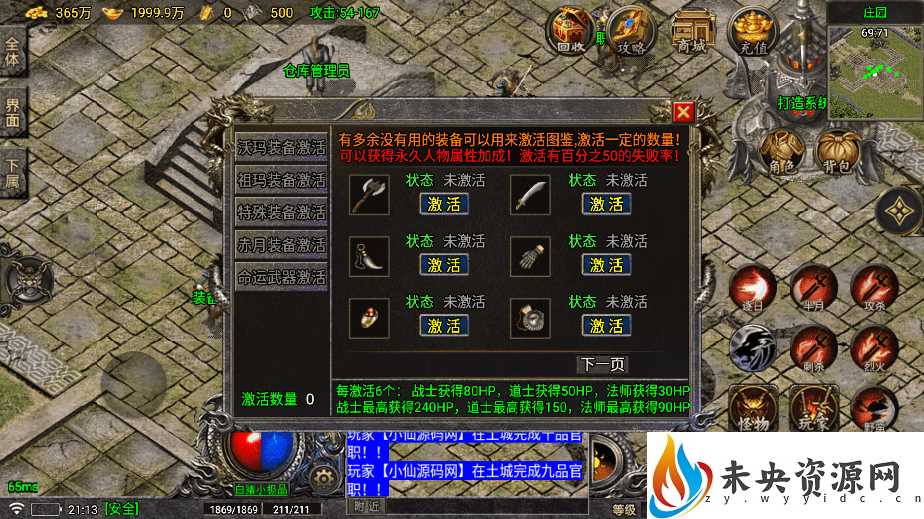 365万 1999.9万 0 500 攻击:54-167
回收 攻略 商城 充值
庄园
69:71
全体
界面
下属
仓库管理员
打造系统
角色 背包
有多余没有用的装备可以用来激活图鉴,激活一定的数量!
可以获得永久人物属性加成! 激活有百分之50的失败率!
沃玛装备激活
祖玛装备激活
特殊装备激活
赤月装备激活
命运武器激活
状态 未激活 状态 未激活
激活 激活
状态 未激活 状态 未激活
激活 激活
状态 未激活 状态 未激活
激活 激活
下一页
激活数量 0
每激活6个: 战士获得80HP, 道士获得50HP, 法师获得30HP
战士最高获得240HP, 道士最高获得150, 法师最高获得90HP
逐日 半月 攻杀
刺杀 烈火
怪物 玩家 野蛮
玩家【小仙源码网】在土城完成十品官
职!!
玩家【小仙源码网】在土城完成九品官
职!!
附近
白猪小极品
65ms
21:13 [安全]
1869/1869 211/211
等级
未央资源网
zy.wyyidc.cn